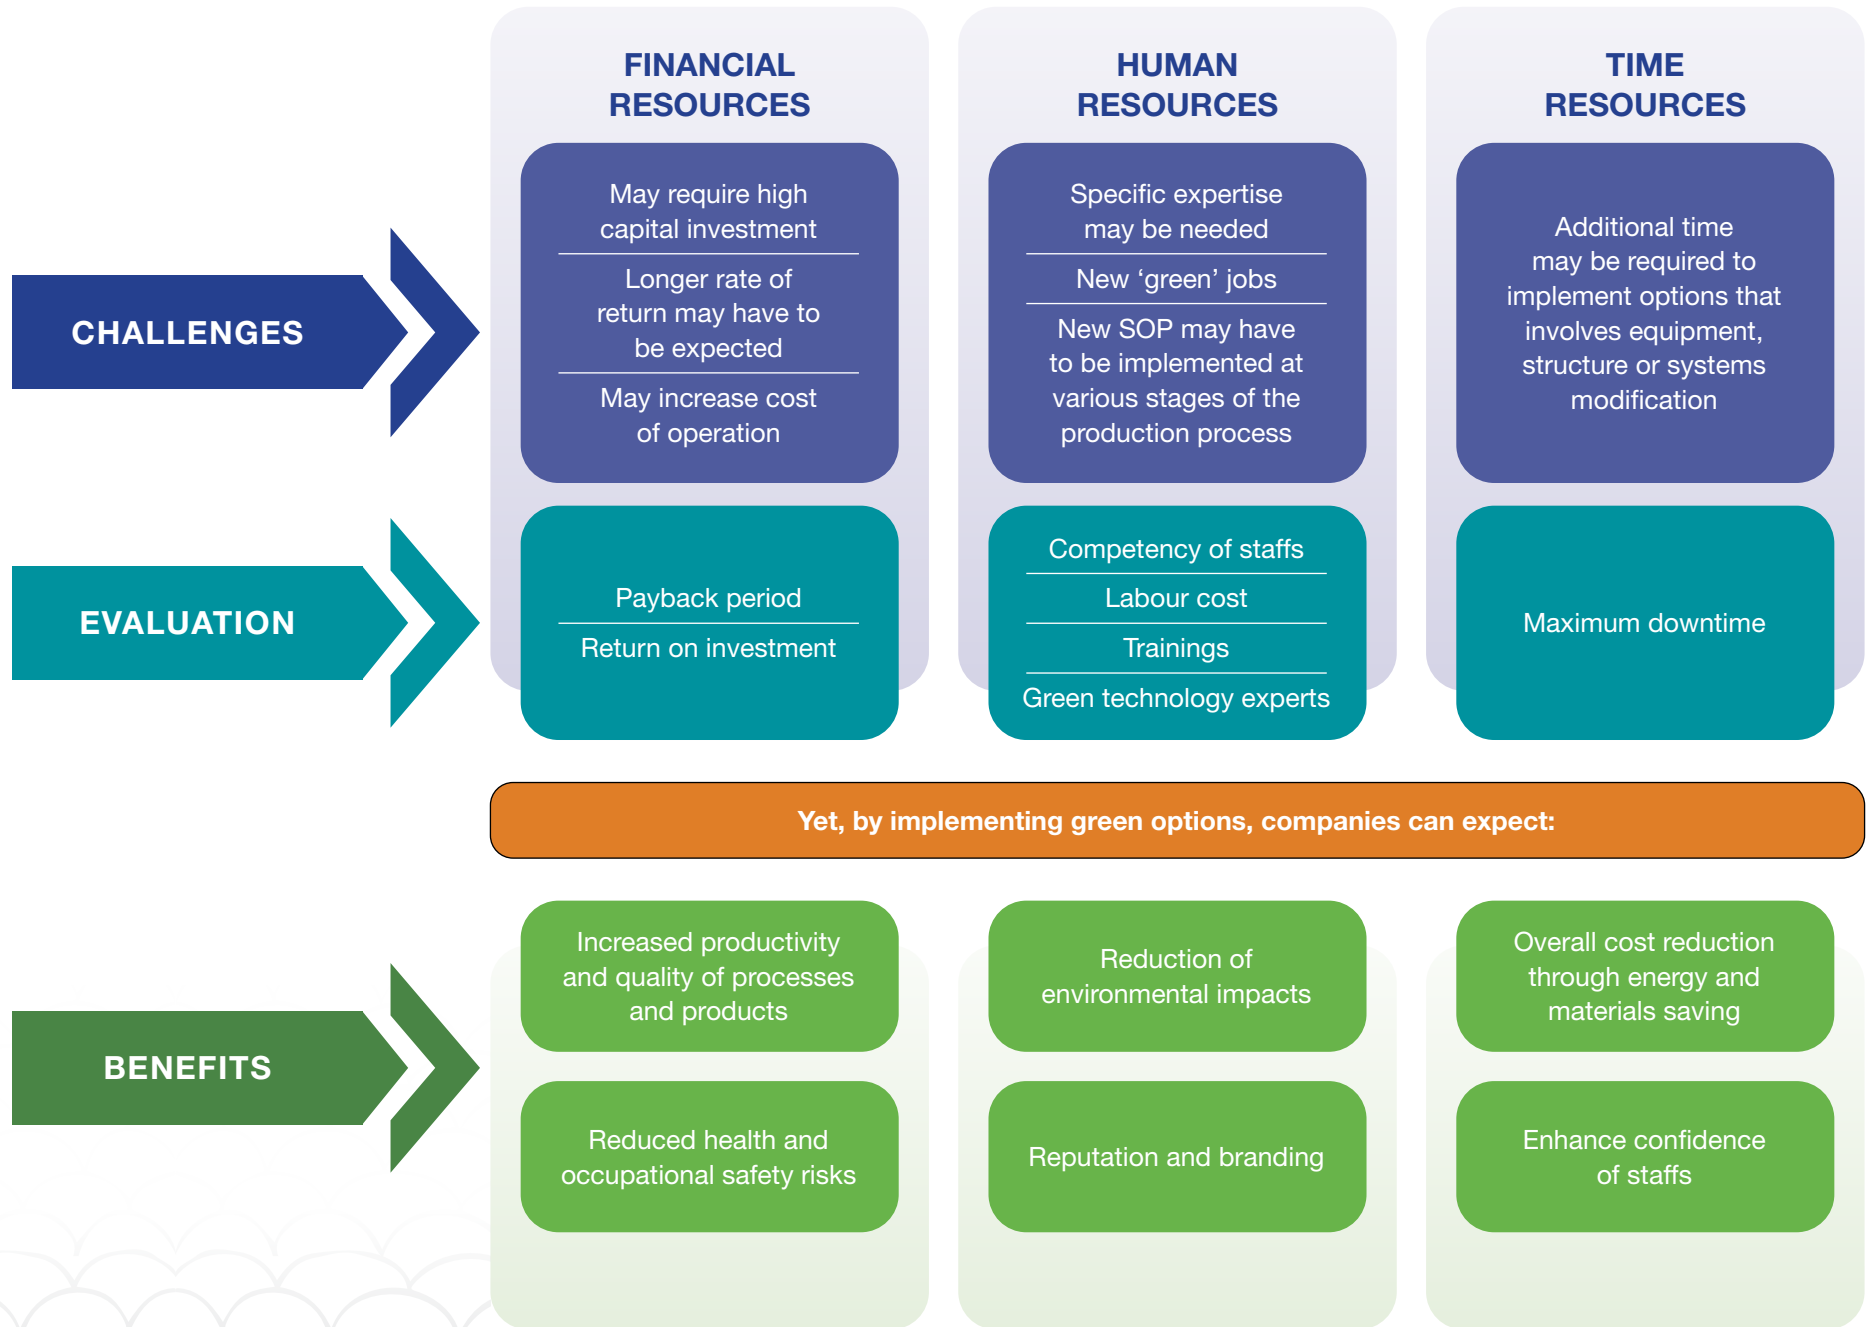 FINANCIAL
RESOURCES
HUMAN
RESOURCES
TIME
RESOURCES
CHALLENGES
May require high
capital investment
Longer rate of
return may have to
be expected
May increase cost
of operation
Specific expertise
may be needed
New ‘green’ jobs
New SOP may have
to be implemented at
various stages of the
production process
Additional time
may be required to
implement options that
involves equipment,
structure or systems
modification
EVALUATION
Payback period
Return on investment
Competency of staffs
Labour cost
Trainings
Green technology experts
Maximum downtime
Yet, by implementing green options, companies can expect:
BENEFITS
Increased productivity
and quality of processes
and products
Reduction of
environmental impacts
Overall cost reduction
through energy and
materials saving
Reduced health and
occupational safety risks
Reputation and branding
Enhance confidence
of staffs